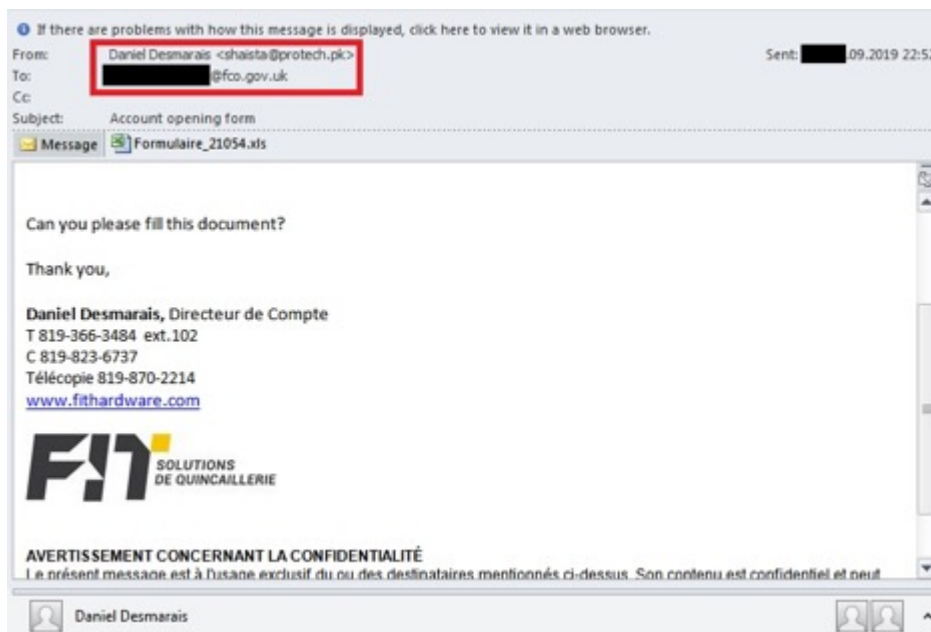 If there are problems with how this message is displayed, click here to view it in a web browser.
From: Daniel Desmarais <shaista@protech.pk> Sent: .09.2019 22:52
To: @fco.gov.uk
Cc:
Subject: Account opening form
Message Formulaire_21054.xls
Can you please fill this document?
Thank you,
Daniel Desmarais, Directeur de Compte
T 819-366-3484 ext.102
C 819-823-6737
Télécopie 819-870-2214
www.fithardware.com
FIT SOLUTIONS
DE QUINCAILLERIE
AVERTISSEMENT CONCERNANT LA CONFIDENTIALITÉ
Le présent message est à l'usage exclusif du ou des destinataires mentionnés ci-dessus. Son contenu est confidentiel et peut
Daniel Desmarais